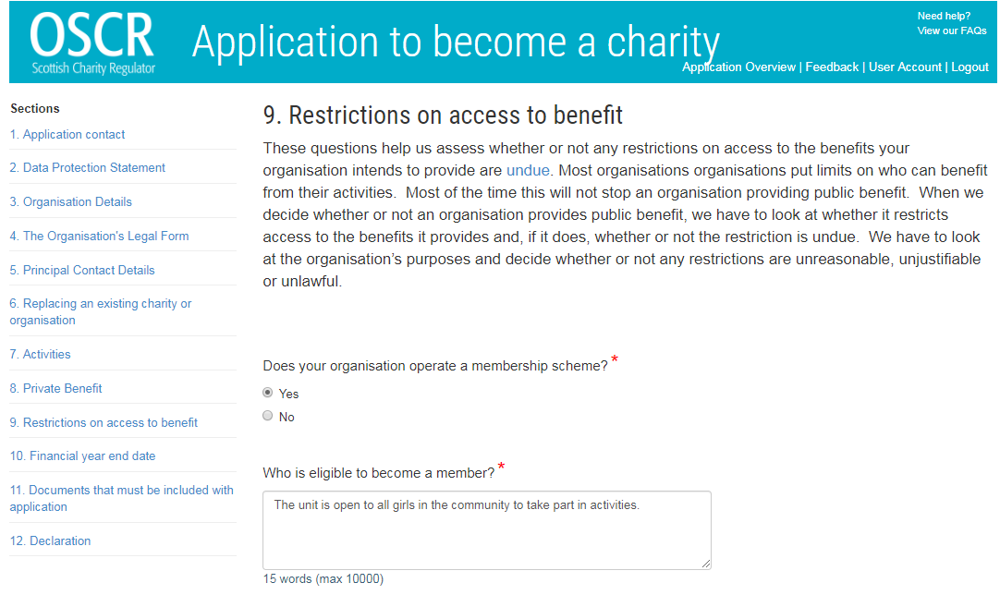 OSCR
Scottish Charity Regulator
Application to become a charity
Need help?
View our FAQs
Application Overview | Feedback | User Account | Logout
Sections
1. Application contact
2. Data Protection Statement
3. Organisation Details
4. The Organisation's Legal Form
5. Principal Contact Details
6. Replacing an existing charity or
organisation
7. Activities
8. Private Benefit
9. Restrictions on access to benefit
10. Financial year end date
11. Documents that must be included with
application
12. Declaration
9. Restrictions on access to benefit
These questions help us assess whether or not any restrictions on access to the benefits your
organisation intends to provide are undue. Most organisations organisations put limits on who can benefit
from their activities.  Most of the time this will not stop an organisation providing public benefit.  When we
decide whether or not an organisation provides public benefit, we have to look at whether it restricts
access to the benefits it provides and, if it does, whether or not the restriction is undue.  We have to look
at the organisation's purposes and decide whether or not any restrictions are unreasonable, unjustifiable
or unlawful.
Does your organisation operate a membership scheme? *
Yes
No
Who is eligible to become a member? *
The unit is open to all girls in the community to take part in activities.
15 words (max 10000)